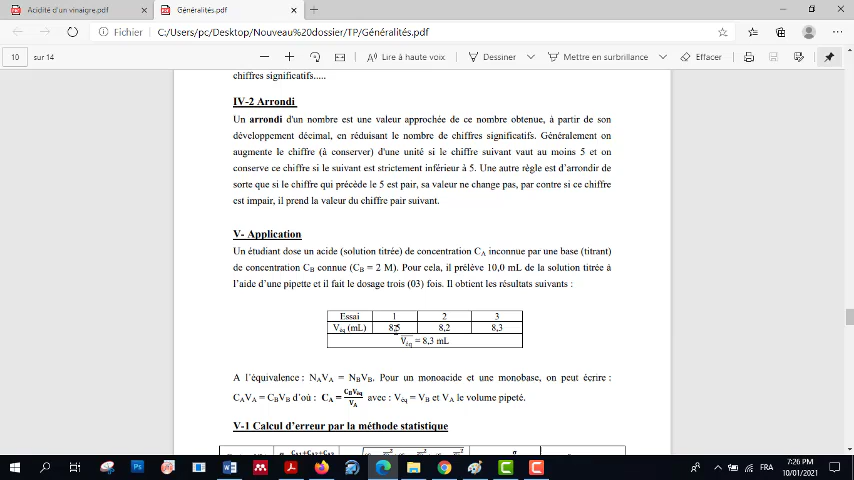 Acidité d'un vinaigre.pdf
Généralités.pdf
Fichier | C:/Users/pc/Desktop/Nouveau%20dossier/TP/Généralités.pdf
10 sur 14
Lire à haute voix
Dessiner
Mettre en surbrillance
Effacer
chiffres significatifs.....
IV-2 Arrondi
Un arrondi d'un nombre est une valeur approchée de ce nombre obtenue, à partir de son
développement décimal, en réduisant le nombre de chiffres significatifs. Généralement on
augmente le chiffre (à conserver) d'une unité si le chiffre suivant vaut au moins 5 et on
conserve ce chiffre si le suivant est strictement inférieur à 5. Une autre règle est d'arrondir de
sorte que si le chiffre qui précède le 5 est pair, sa valeur ne change pas, par contre si ce chiffre
est impair, il prend la valeur du chiffre pair suivant.
V- Application
Un étudiant dose un acide (solution titrée) de concentration CA inconnue par une base (titrant)
de concentration CB connue (CB = 2 M). Pour cela, il prélève 10,0 mL de la solution titrée à
l'aide d'une pipette et il fait le dosage trois (03) fois. Il obtient les résultats suivants :
Essai 1 2 3
Véq (mL) 8,5 8,2 8,3
Véq = 8,3 mL
A l'équivalence : NAVA = NBVB. Pour un monoacide et une monobase, on peut écrire :
CAVA = CBVB d'où : CA = CBVéq/VA avec : Véq = VB et VA le volume pipeté.
V-1 Calcul d'erreur par la méthode statistique
FRA
7:26 PM
10/01/2021